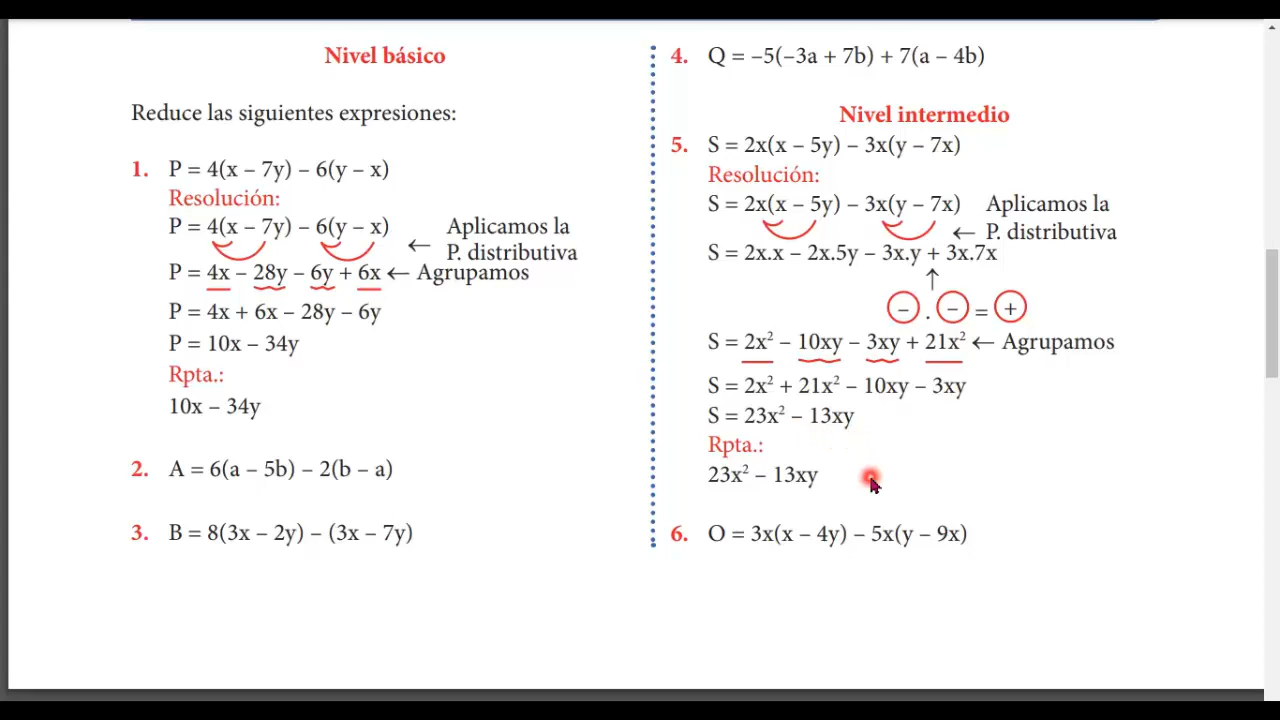 Nivel básico
Reduce las siguientes expresiones:
1. P = 4(x – 7y) – 6(y – x)
Resolución:
P = 4(x – 7y) – 6(y – x) ← Aplicamos la
P. distributiva
P = 4x – 28y – 6y + 6x ← Agrupamos
P = 4x + 6x – 28y – 6y
P = 10x – 34y
Rpta.:
10x – 34y
2. A = 6(a – 5b) – 2(b – a)
3. B = 8(3x – 2y) – (3x – 7y)
4. Q = –5(–3a + 7b) + 7(a – 4b)
Nivel intermedio
5. S = 2x(x – 5y) – 3x(y – 7x)
Resolución:
S = 2x(x – 5y) – 3x(y – 7x) Aplicamos la
← P. distributiva
S = 2x.x – 2x.5y – 3x.y + 3x.7x
↑
– . – = +
S = 2x² – 10xy – 3xy + 21x² ← Agrupamos
S = 2x² + 21x² – 10xy – 3xy
S = 23x² – 13xy
Rpta.:
23x² – 13xy
6. O = 3x(x – 4y) – 5x(y – 9x)